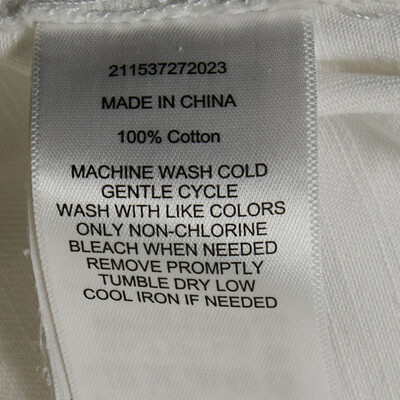 211537272023
MADE IN CHINA
100% Cotton
MACHINE WASH COLD
GENTLE CYCLE
WASH WITH LIKE COLORS
ONLY NON-CHLORINE
BLEACH WHEN NEEDED
REMOVE PROMPTLY
TUMBLE DRY LOW
COOL IRON IF NEEDED